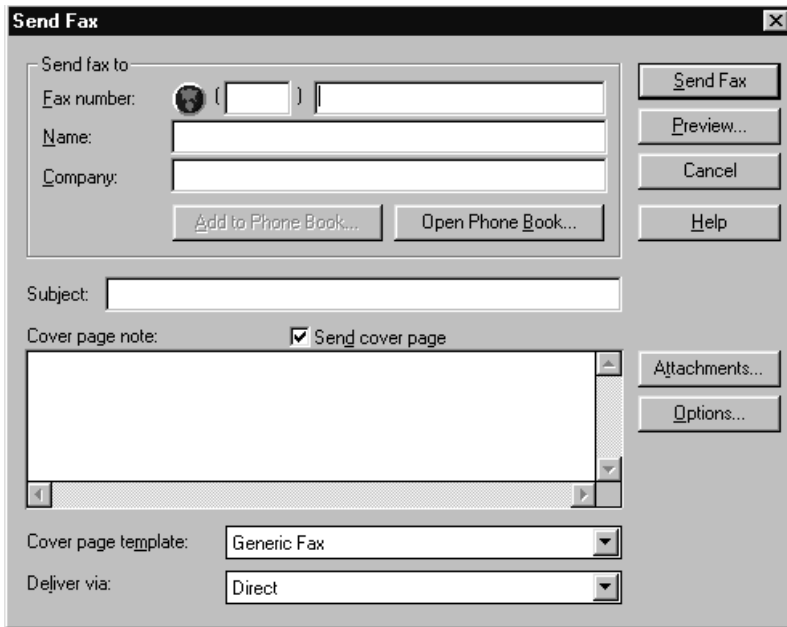 Send Fax
Send fax to
Fax number: ( )
Name:
Company:
Add to Phone Book... Open Phone Book...
Send Fax
Preview...
Cancel
Help
Subject:
Cover page note: Send cover page
Attachments...
Options...
Cover page template: Generic Fax
Deliver via: Direct